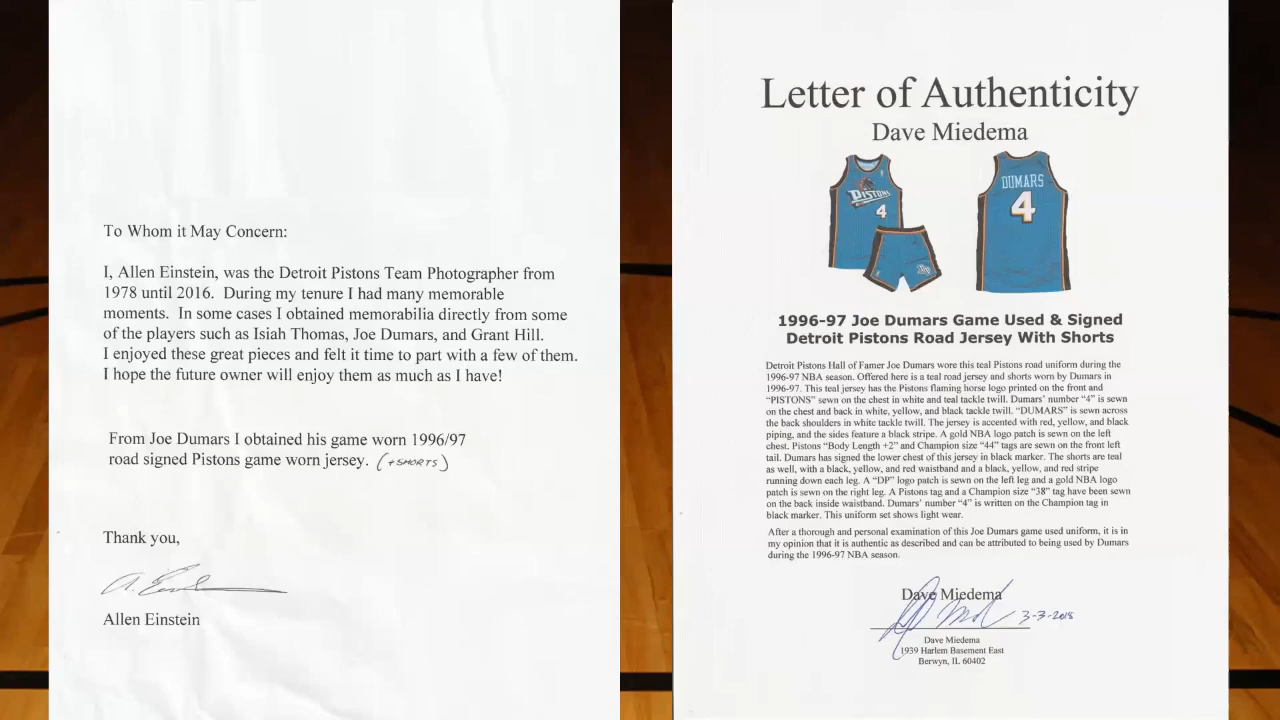 To Whom it May Concern:
I, Allen Einstein, was the Detroit Pistons Team Photographer from
1978 until 2016. During my tenure I had many memorable
moments. In some cases I obtained memorabilia directly from some
of the players such as Isiah Thomas, Joe Dumars, and Grant Hill.
I enjoyed these great pieces and felt it time to part with a few of them.
I hope the future owner will enjoy them as much as I have!
From Joe Dumars I obtained his game worn 1996/97
road signed Pistons game worn jersey. (+SHORTS)
Thank you,
Allen Einstein
Letter of Authenticity
Dave Miedema
PISTONS
4
DUMARS
4
1996-97 Joe Dumars Game Used & Signed
Detroit Pistons Road Jersey With Shorts
Detroit Pistons Hall of Famer Joe Dumars wore this teal Pistons road uniform during the
1996-97 NBA season. Offered here is a teal road jersey and shorts worn by Dumars in
1996-97. This teal jersey has the Pistons flaming horse logo printed on the front and
“PISTONS” sewn on the chest in white and teal tackle twill. Dumars’ number “4” is sewn
on the chest and back in white, yellow, and black tackle twill. “DUMARS” is sewn across
the back shoulders in white tackle twill. The jersey is accented with red, yellow, and black
piping, and the sides feature a black stripe. A gold NBA logo patch is sewn on the left
chest. Pistons “Body Length +2” and Champion size “44” tags are sewn on the front left
tail. Dumars has signed the lower chest of this jersey in black marker. The shorts are teal
as well, with a black, yellow, and red waistband and a black, yellow, and red stripe
running down each leg. A “DP” logo patch is sewn on the left leg and a gold NBA logo
patch is sewn on the right leg. A Pistons tag and a Champion size “38” tag have been sewn
on the back inside waistband. Dumars’ number “4” is written on the Champion tag in
black marker. This uniform set shows light wear.
After a thorough and personal examination of this Joe Dumars game used uniform, it is in
my opinion that it is authentic as described and can be attributed to being used by Dumars
during the 1996-97 NBA season.
Dave Miedema
3-3-2018
Dave Miedema
1939 Harlem Basement East
Berwyn, IL 60402